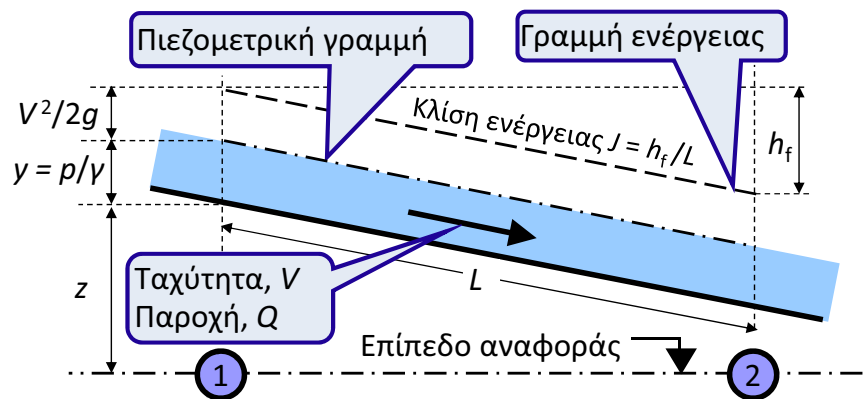 Πιεζομετρική γραμμή
Γραμμή ενέργειας
V²/2g
Κλίση ενέργειας J = hf/L
hf
y = p/γ
z
Ταχύτητα, V
Παροχή, Q
L
Επίπεδο αναφοράς
1
2